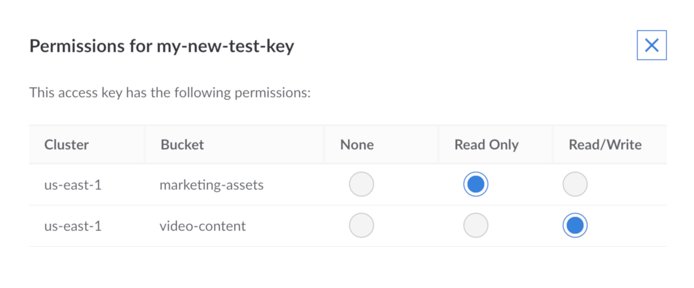 Permissions for my-new-test-key
This access key has the following permissions:
Cluster Bucket None Read Only Read/Write
us-east-1 marketing-assets
us-east-1 video-content